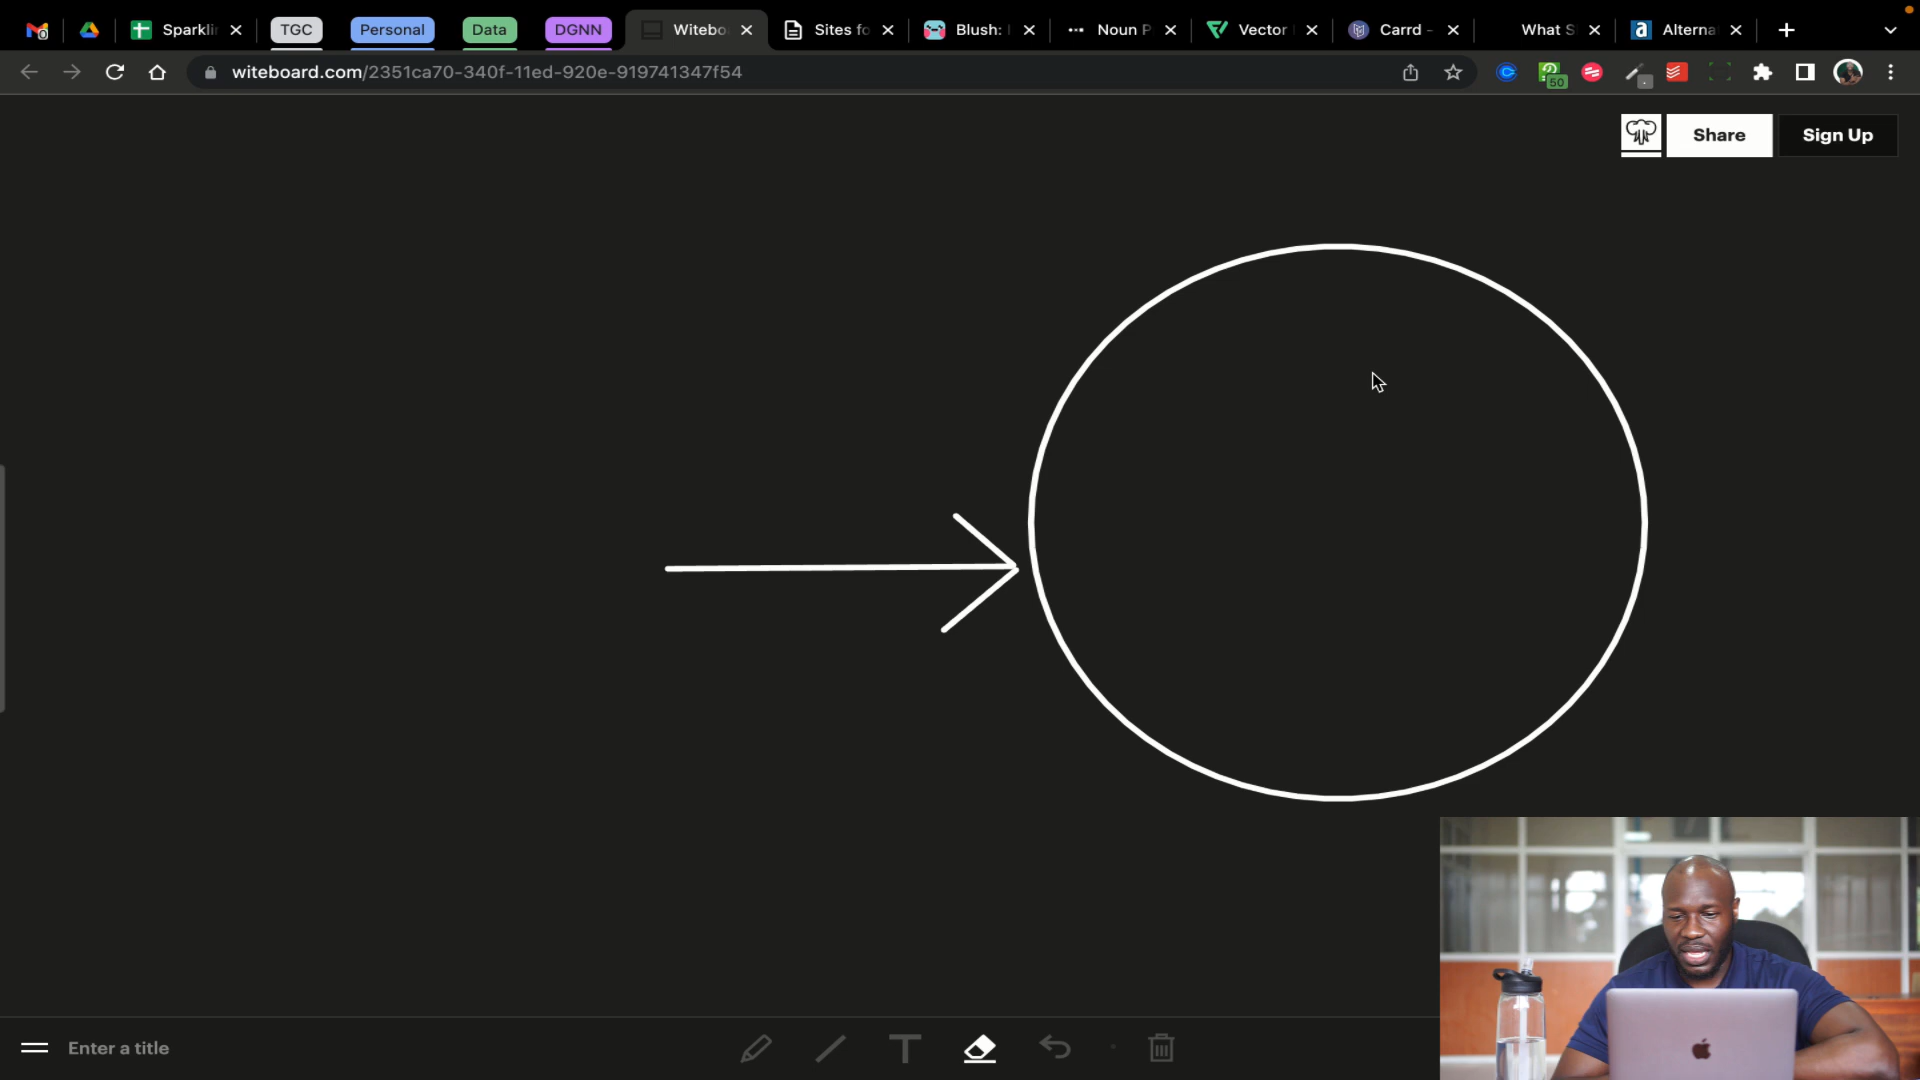 Sparkli
TGC
Personal
Data
DGNN
Witebo
Sites fo
Blush: I
Noun P
Vector
Carrd -
What S
Alterna
witeboard.com/2351ca70-340f-11ed-920e-919741347f54
50
Share
Sign Up
Enter a title
T